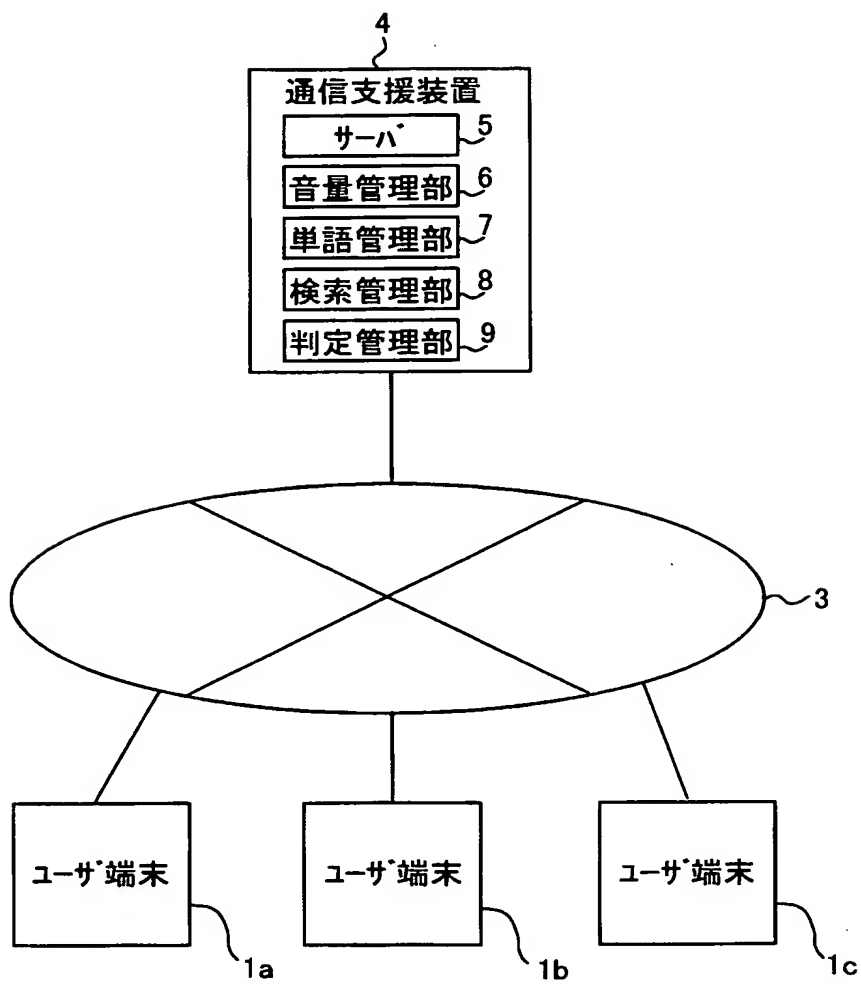 4
通信支援装置
サーバ 5
音量管理部 6
単語管理部 7
検索管理部 8
判定管理部 9
3
ユーザ端末 ユーザ端末 ユーザ端末
1a 1b 1c